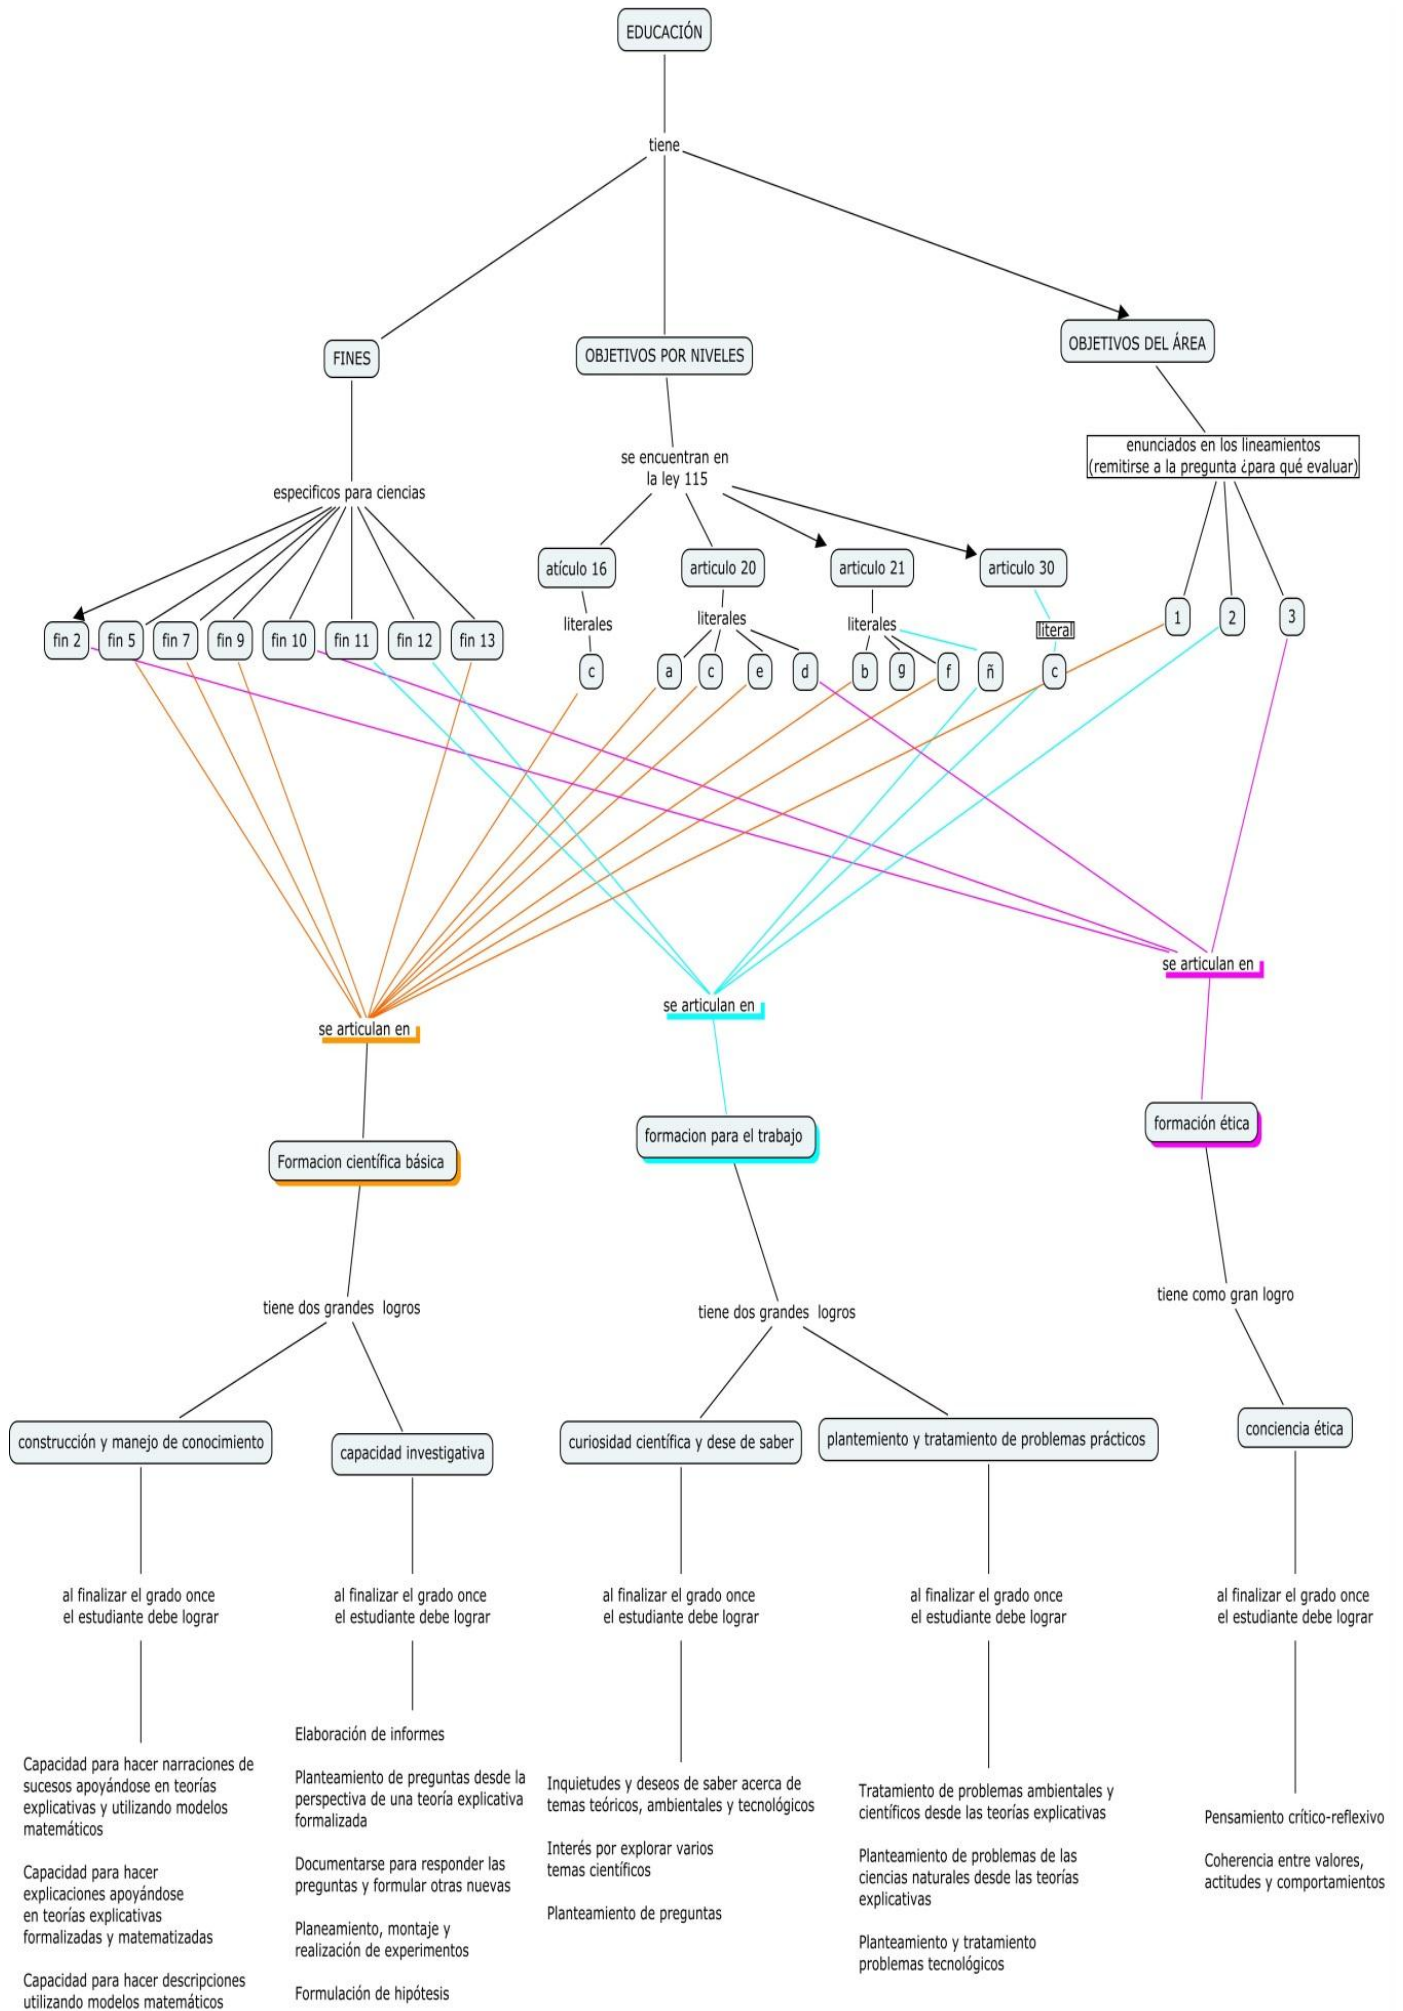 EDUCACIÓN
tiene
FINES
OBJETIVOS POR NIVELES
OBJETIVOS DEL ÁREA
especificos para ciencias
se encuentran en
la ley 115
enunciados en los lineamientos
(remitirse a la pregunta ¿para qué evaluar)
atículo 16
articulo 20
articulo 21
articulo 30
literales
literales
literales
literal
fin 2
fin 5
fin 7
fin 9
fin 10
fin 11
fin 12
fin 13
c
a
c
e
d
b
g
f
ñ
c
1
2
3
se articulan en
se articulan en
se articulan en
Formacion científica básica
formacion para el trabajo
formación ética
tiene dos grandes logros
tiene dos grandes logros
tiene como gran logro
construcción y manejo de conocimiento
capacidad investigativa
curiosidad científica y dese de saber
plantemiento y tratamiento de problemas prácticos
conciencia ética
al finalizar el grado once
el estudiante debe lograr
al finalizar el grado once
el estudiante debe lograr
al finalizar el grado once
el estudiante debe lograr
al finalizar el grado once
el estudiante debe lograr
al finalizar el grado once
el estudiante debe lograr
Capacidad para hacer narraciones de
sucesos apoyándose en teorías
explicativas y utilizando modelos
matemáticos
Capacidad para hacer
explicaciones apoyándose
en teorías explicativas
formalizadas y matematizadas
Capacidad para hacer descripciones
utilizando modelos matemáticos
Elaboración de informes
Planteamiento de preguntas desde la
perspectiva de una teoría explicativa
formalizada
Documentarse para responder las
preguntas y formular otras nuevas
Planeamiento, montaje y
realización de experimentos
Formulación de hipótesis
Inquietudes y deseos de saber acerca de
temas teóricos, ambientales y tecnológicos
Interés por explorar varios
temas científicos
Planteamiento de preguntas
Tratamiento de problemas ambientales y
científicos desde las teorías explicativas
Planteamiento de problemas de las
ciencias naturales desde las teorías
explicativas
Planteamiento y tratamiento
problemas tecnológicos
Pensamiento crítico-reflexivo
Coherencia entre valores,
actitudes y comportamientos